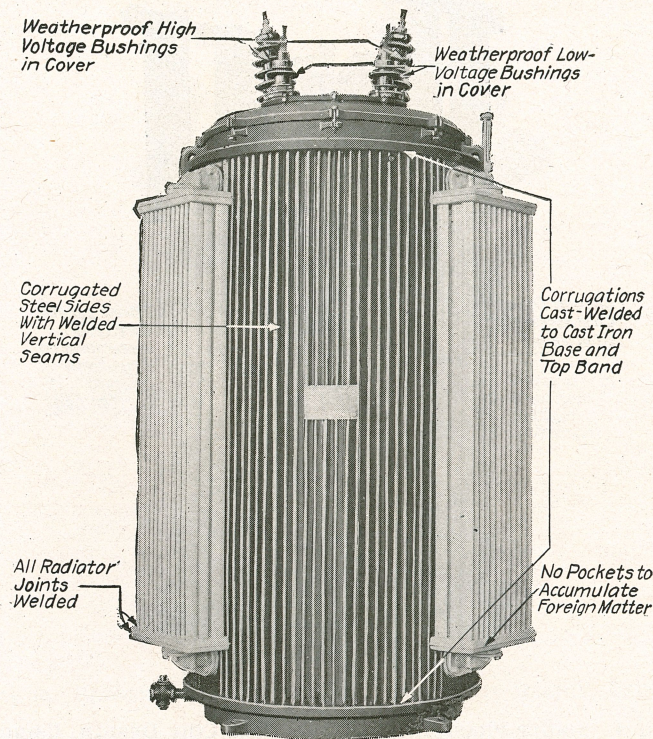 Weatherproof High
Voltage Bushings
in Cover
Weatherproof Low-
Voltage Bushings
in Cover
Corrugated
Steel Sides
With Welded
Vertical
Seams
Corrugations
Cast-Welded
to Cast Iron
Base and
Top Band
All Radiator
Joints
Welded
No Pockets to
Accumulate
Foreign Matter